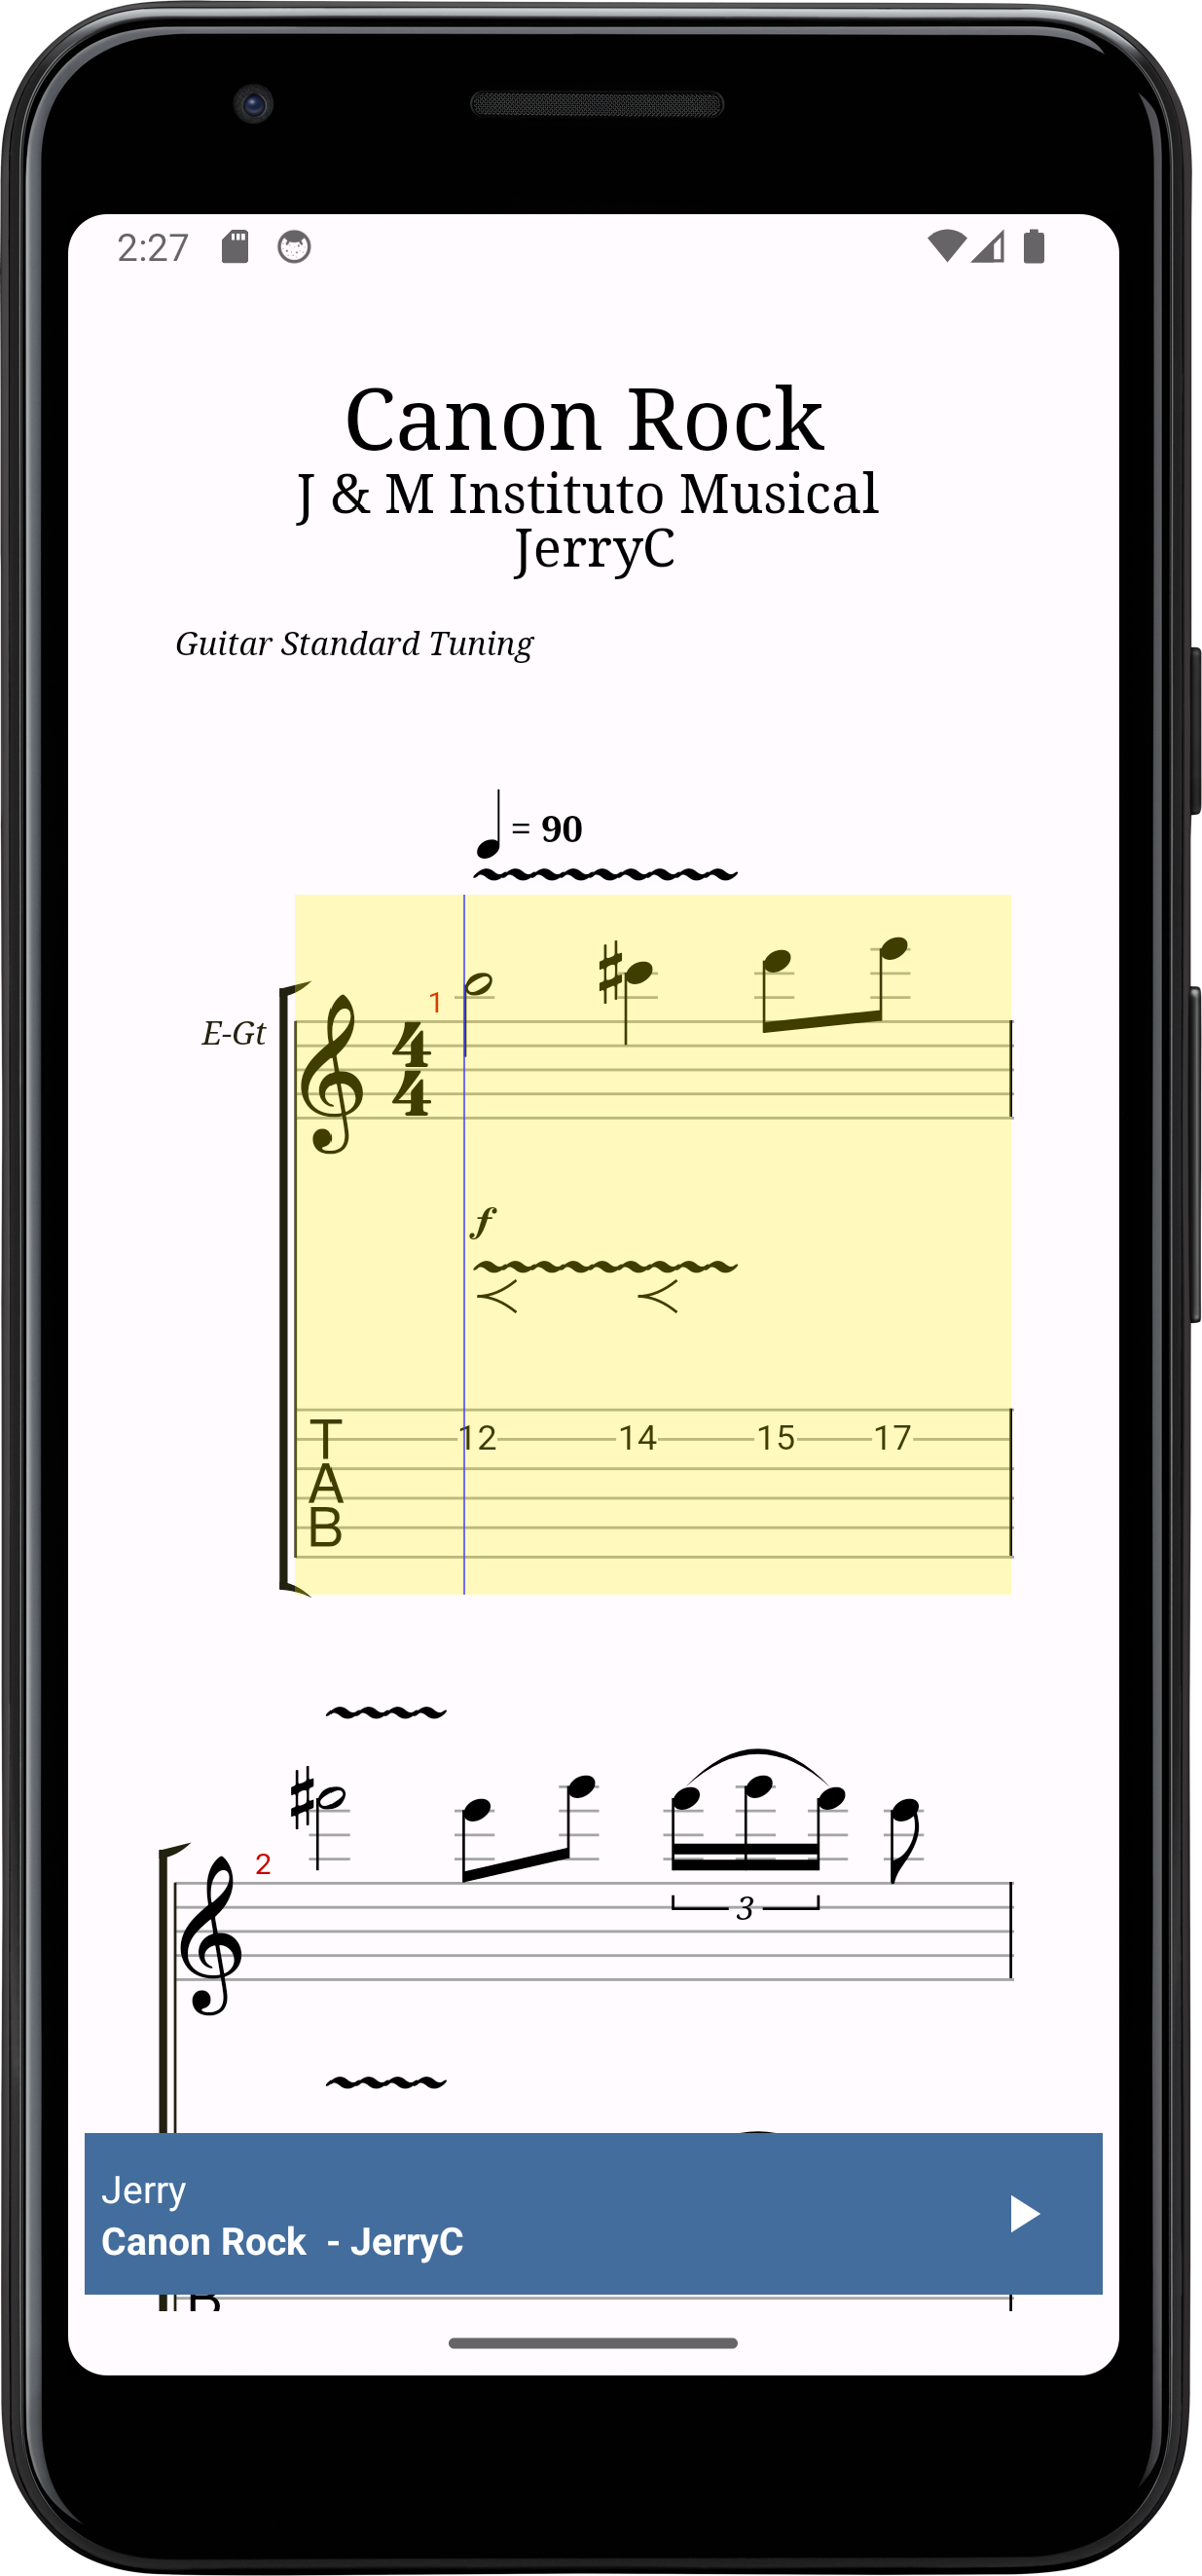 2:27
Canon Rock
J & M Instituto Musical
JerryC
Guitar Standard Tuning
= 90
1
E-Gt
4
4
f
T
A
B
12 14 15 17
2
3
Jerry
Canon Rock - JerryC
B